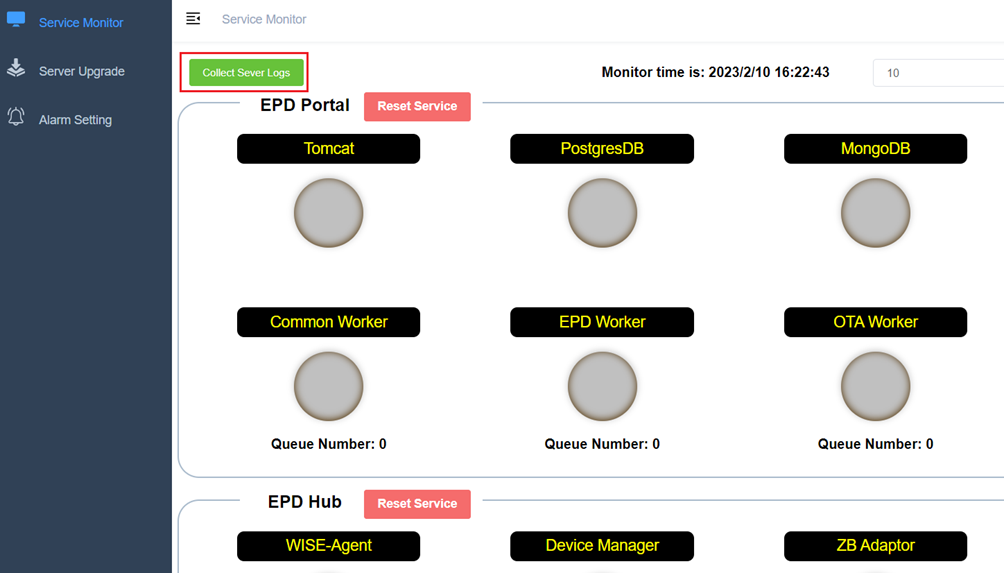 Service Monitor
Server Upgrade
Alarm Setting
Service Monitor
Collect Sever Logs
Monitor time is: 2023/2/10 16:22:43
10
EPD Portal
Reset Service
Tomcat
PostgresDB
MongoDB
Common Worker
EPD Worker
OTA Worker
Queue Number: 0
Queue Number: 0
Queue Number: 0
EPD Hub
Reset Service
WISE-Agent
Device Manager
ZB Adaptor